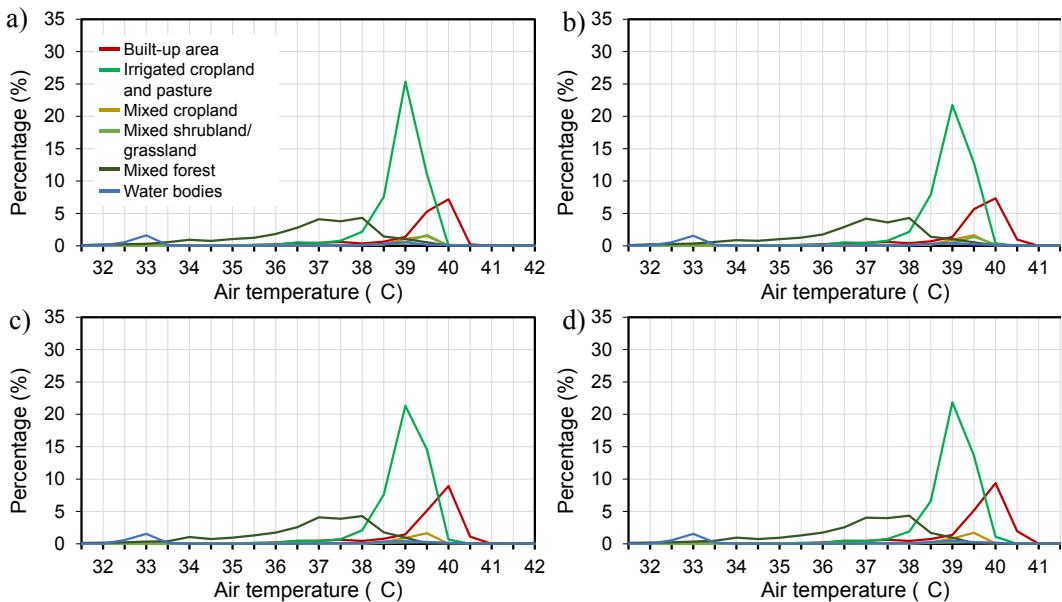 a)
35
30
25
20
15
10
5
0
Percentage (%)
Built-up area
Irrigated cropland
and pasture
Mixed cropland
Mixed shrubland/
grassland
Mixed forest
Water bodies
32 33 34 35 36 37 38 39 40 41 42
Air temperature ( C)
b)
35
30
25
20
15
10
5
0
Percentage (%)
32 33 34 35 36 37 38 39 40 41
Air temperature ( C)
c)
35
30
25
20
15
10
5
0
Percentage (%)
32 33 34 35 36 37 38 39 40 41 42
Air temperature ( C)
d)
35
30
25
20
15
10
5
0
Percentage (%)
32 33 34 35 36 37 38 39 40 41
Air temperature ( C)